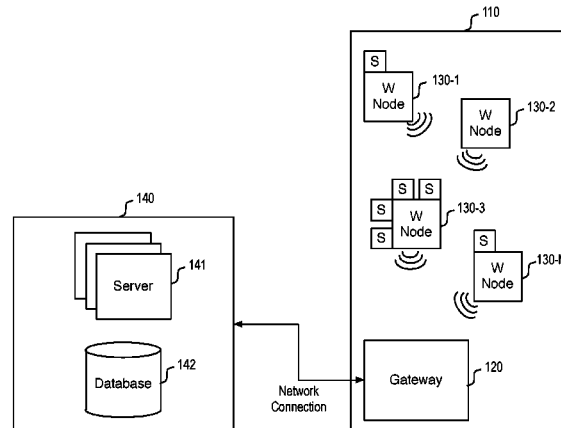 110
S
W
Node
130-1
W
Node
130-2
S
S
S
W
Node
130-3
S
S
W
Node
140
Server
141
Database
142
Gateway
120
Network
Connection